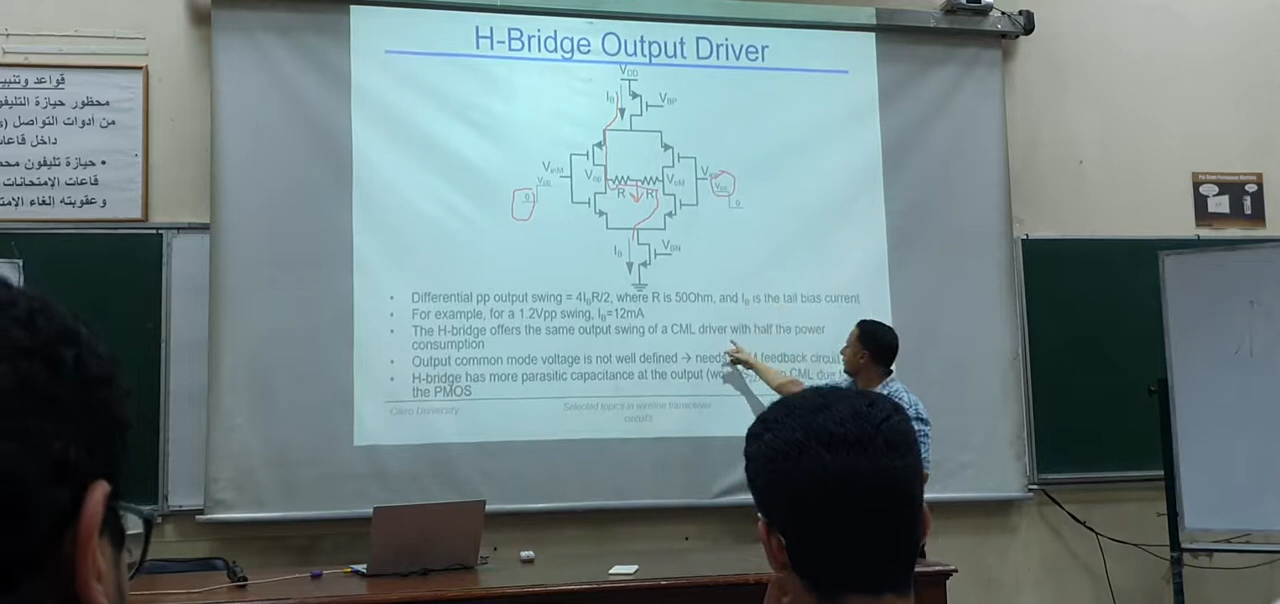 H-Bridge Output Driver
قواعد وتنبي
محظور حيازة التليفو
من أدوات التواصل (s
داخل قاعات
• حيازة تليفون محم
قاعات الإمتحانات
وعقوبته إلغاء الإمت
VDD
IB
VBP
VinM
Vop
VoM
R R
0
0
IB
VBN
• Differential pp output swing = 4IBR/2, where R is 50Ohm, and IB is the tail bias current
• For example, for a 1.2Vpp swing, IB=12mA
• The H-bridge offers the same output swing of a CML driver with half the power
consumption
• Output common mode voltage is not well defined → needs feedback circuit
• H-bridge has more parasitic capacitance at the output CML due
the PMOS
Cairo University
Selected topics in wireline transceiver
circuits